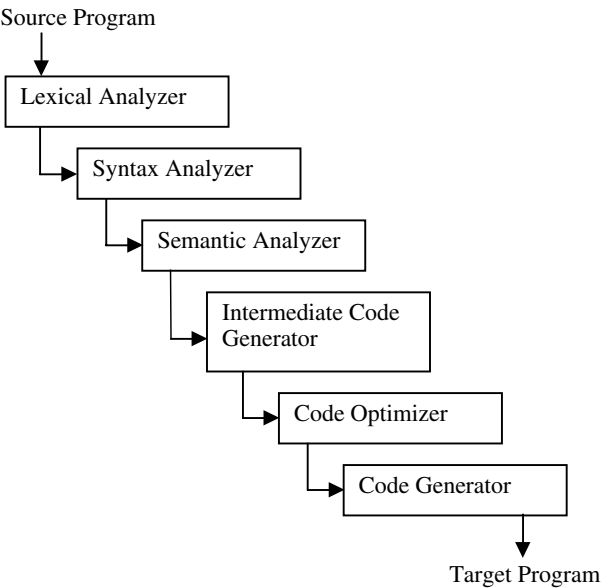 Source Program
Lexical Analyzer
Syntax Analyzer
Semantic Analyzer
Intermediate Code
Generator
Code Optimizer
Code Generator
Target Program